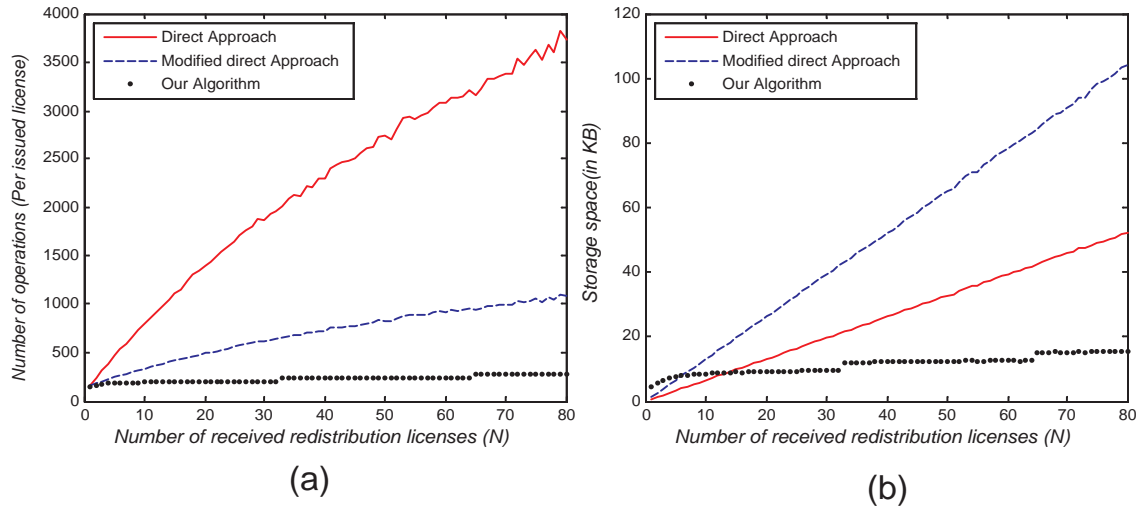 4000
3500
3000
2500
2000
1500
1000
500
0
Number of operations (Per issued license)
Direct Approach
Modified direct Approach
Our Algorithm
0 10 20 30 40 50 60 70 80
Number of received redistribution licenses (N)
(a)
120
100
80
60
40
20
0
Storage space(in KB)
Direct Approach
Modified direct Approach
Our Algorithm
0 10 20 30 40 50 60 70 80
Number of received redistribution licenses (N)
(b)